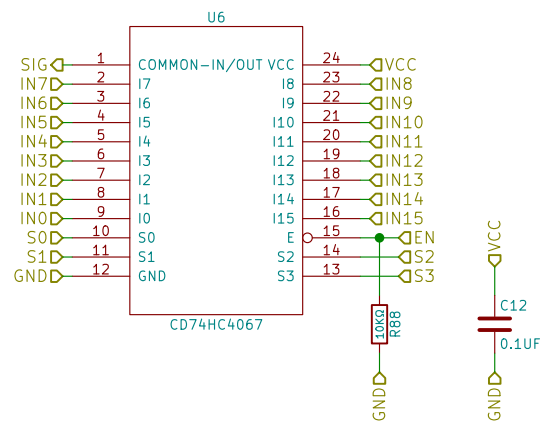 U6
SIG 1 COMMON-IN/OUT VCC 24 VCC
IN7 2 I7 I8 23 IN8
IN6 3 I6 I9 22 IN9
IN5 4 I5 I10 21 IN10
IN4 5 I4 I11 20 IN11
IN3 6 I3 I12 19 IN12
IN2 7 I2 I13 18 IN13
IN1 8 I1 I14 17 IN14
IN0 9 I0 I15 16 IN15
S0 10 S0 E 15 EN
S1 11 S1 S2 14 S2
GND 12 GND S3 13 S3
CD74HC4067
10KΩ
R88
GND
VCC
C12
0.1UF
GND